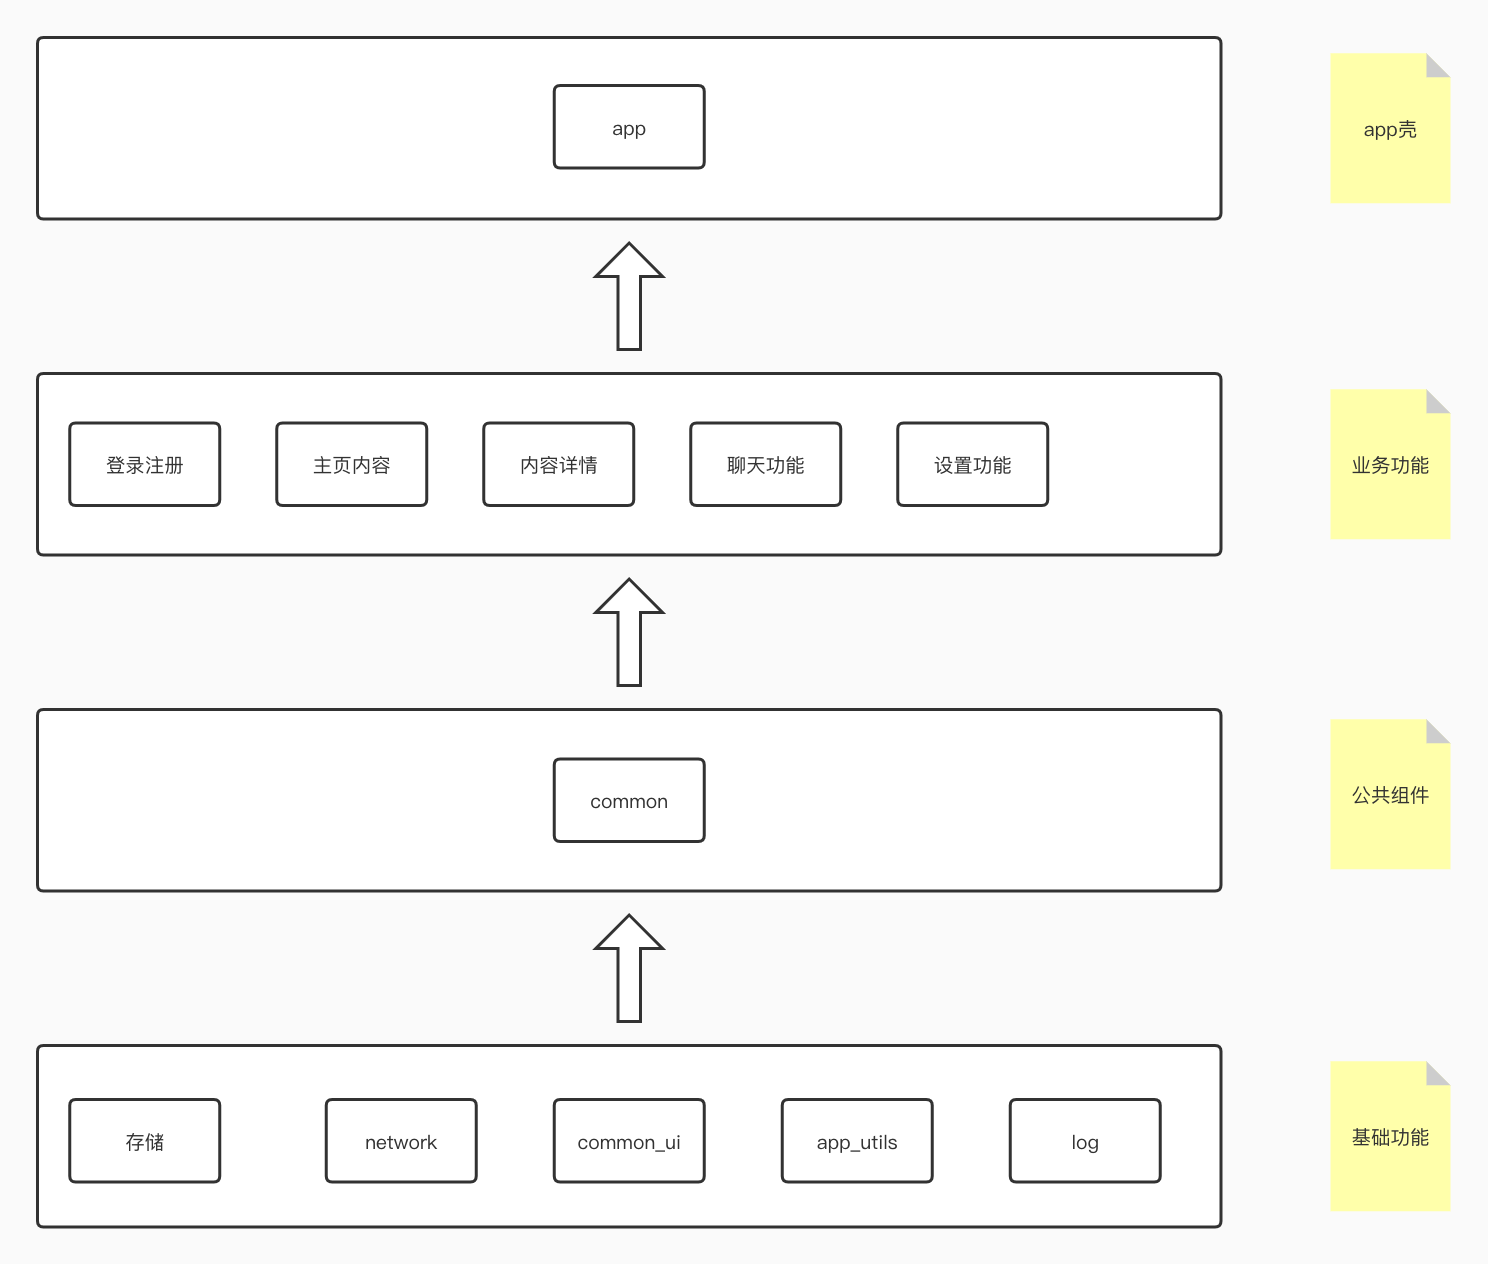 app
app壳
登录注册
主页内容
内容详情
聊天功能
设置功能
业务功能
common
公共组件
存储
network
common_ui
app_utils
log
基础功能